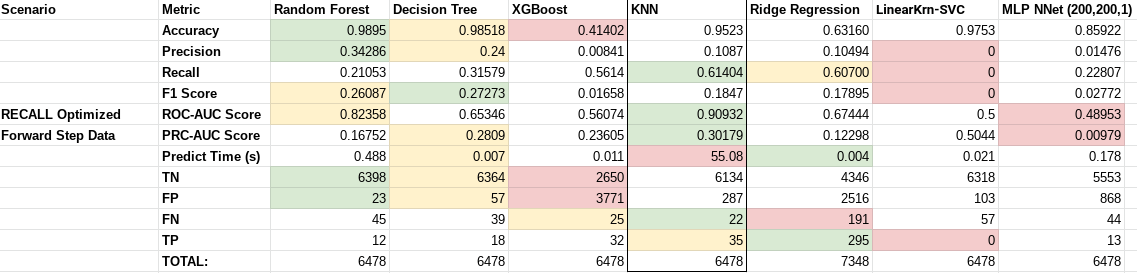 Scenario Metric Random Forest Decision Tree XGBoost KNN Ridge Regression LinearKrn-SVC MLP NNet (200,200,1)
Accuracy 0.9895 0.98518 0.41402 0.9523 0.63160 0.9753 0.85922
Precision 0.34286 0.24 0.00841 0.1087 0.10494 0 0.01476
Recall 0.21053 0.31579 0.5614 0.61404 0.60700 0 0.22807
F1 Score 0.26087 0.27273 0.01658 0.1847 0.17895 0 0.02772
RECALL Optimized ROC-AUC Score 0.82358 0.65346 0.56074 0.90932 0.67444 0.5 0.48953
Forward Step Data PRC-AUC Score 0.16752 0.2809 0.23605 0.30179 0.12298 0.5044 0.00979
Predict Time (s) 0.488 0.007 0.011 55.08 0.004 0.021 0.178
TN 6398 6364 2650 6134 4346 6318 5553
FP 23 57 3771 287 2516 103 868
FN 45 39 25 22 191 57 44
TP 12 18 32 35 295 0 13
TOTAL: 6478 6478 6478 6478 7348 6478 6478